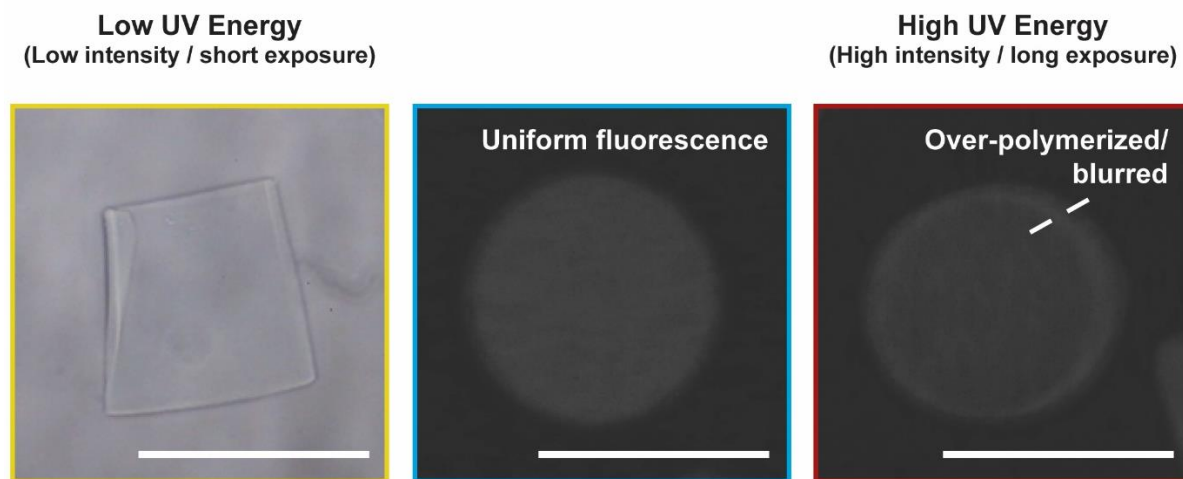 Low UV Energy
(Low intensity / short exposure)
High UV Energy
(High intensity / long exposure)
Uniform fluorescence
Over-polymerized/
blurred